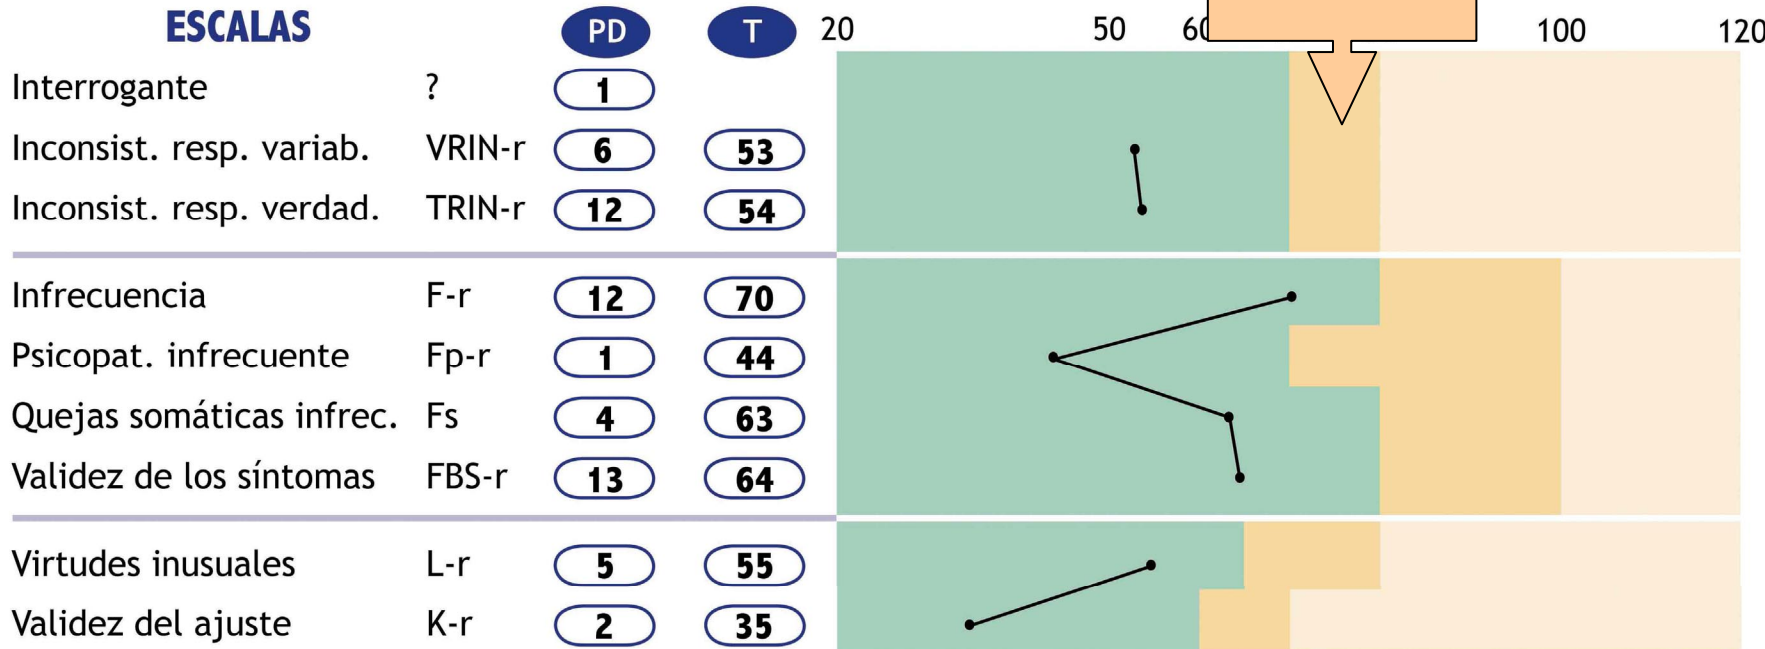 ESCALAS PD T 20 50 60 100 120
Interrogante ? 1
Inconsist. resp. variab. VRIN-r 6 53
Inconsist. resp. verdad. TRIN-r 12 54
Infrecuencia F-r 12 70
Psicopat. infrecuente Fp-r 1 44
Quejas somáticas infrec. Fs 4 63
Validez de los síntomas FBS-r 13 64
Virtudes inusuales L-r 5 55
Validez del ajuste K-r 2 35